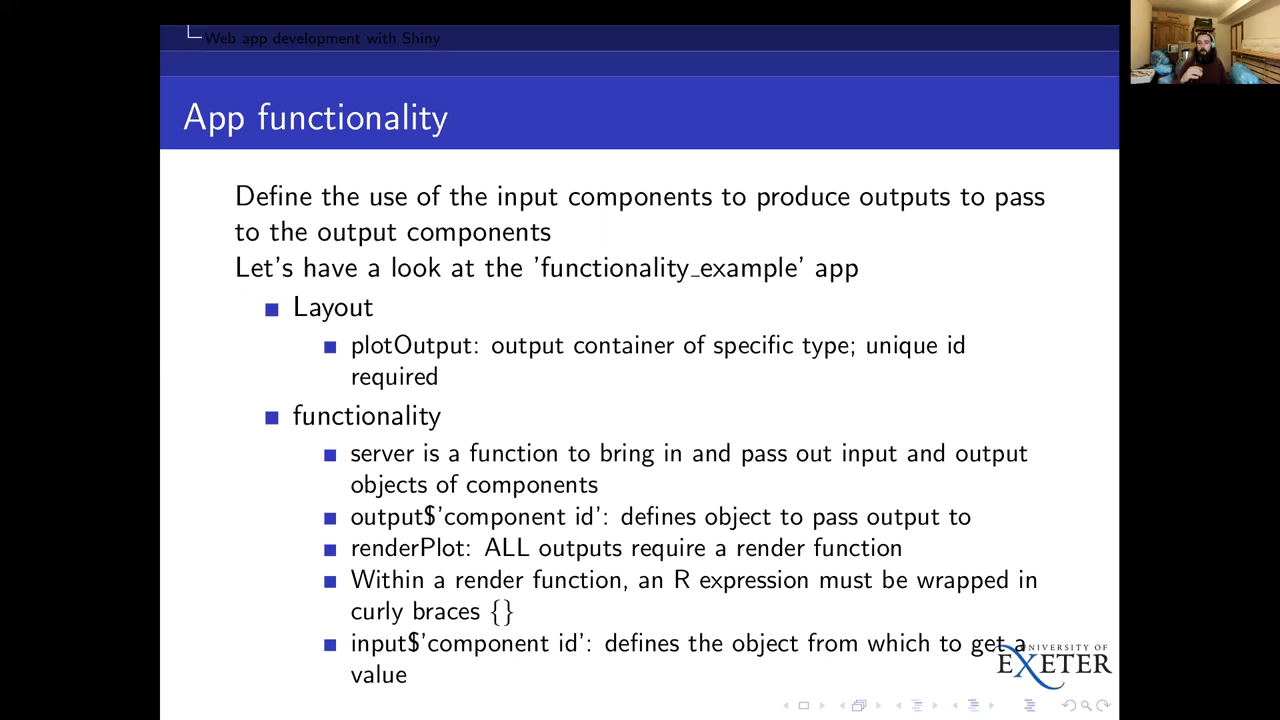 Web app development with Shiny
App functionality
Define the use of the input components to produce outputs to pass
to the output components
Let's have a look at the 'functionality_example' app
Layout
plotOutput: output container of specific type; unique id
required
functionality
server is a function to bring in and pass out input and output
objects of components
output$'component id': defines object to pass output to
renderPlot: ALL outputs require a render function
Within a render function, an R expression must be wrapped in
curly braces {}
input$'component id': defines the object from which to get a
value
UNIVERSITY OF
EXETER